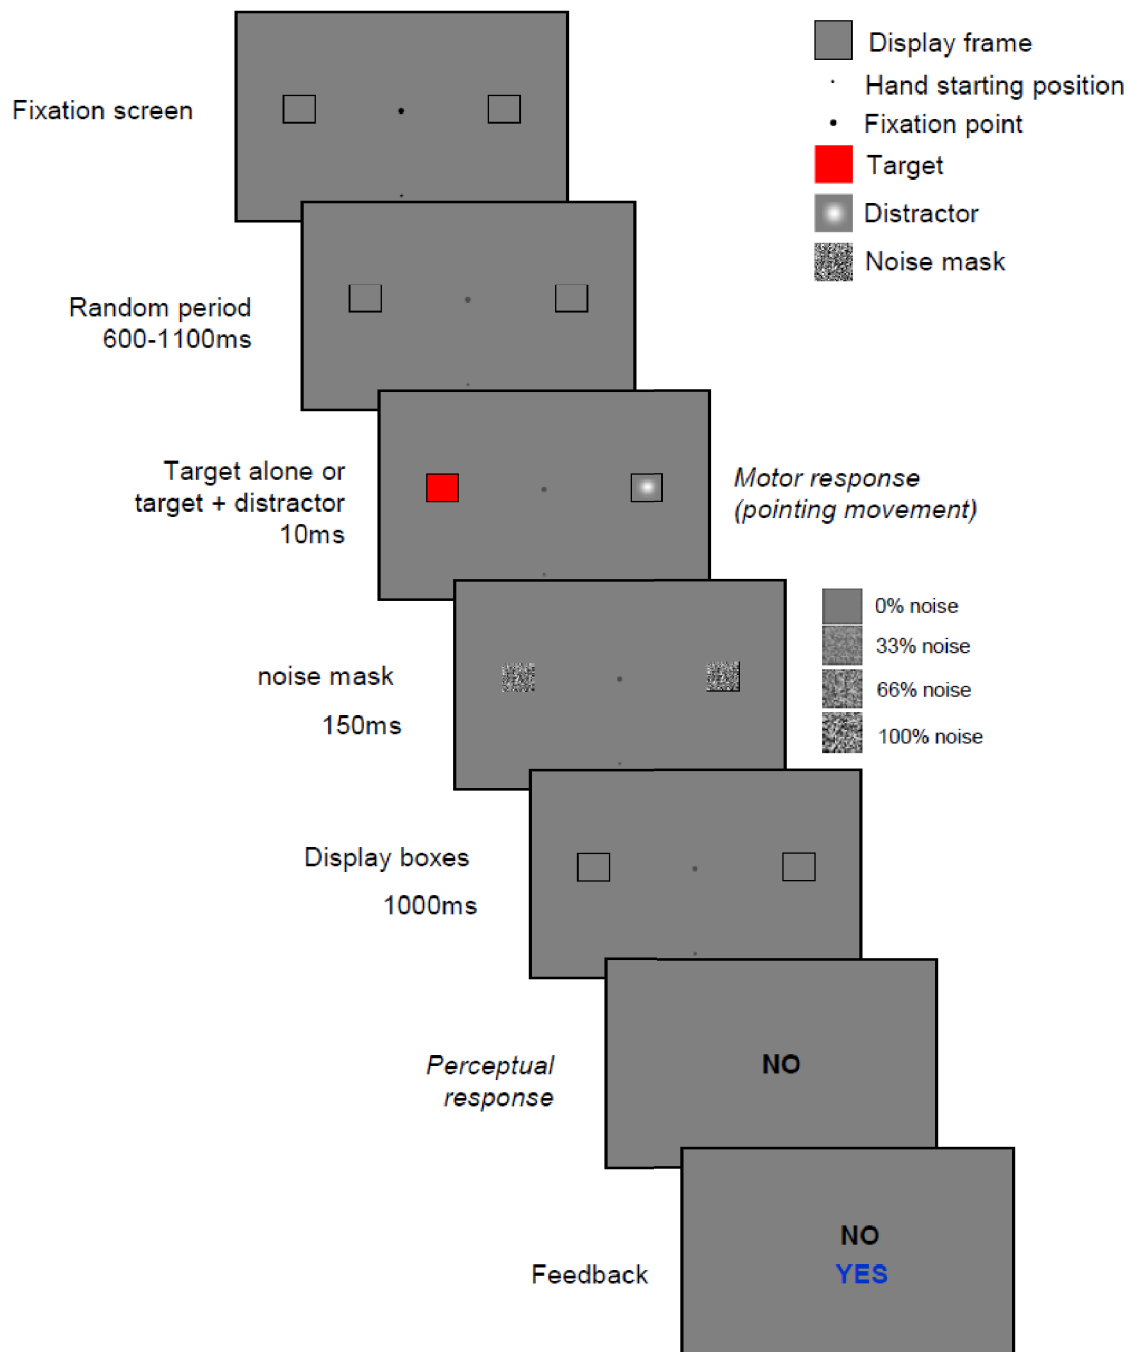 Display frame
Hand starting position
Fixation point
Target
Distractor
Noise mask
Fixation screen
Random period
600-1100ms
Target alone or
target + distractor
10ms
Motor response
(pointing movement)
0% noise
33% noise
66% noise
100% noise
noise mask
150ms
Display boxes
1000ms
Perceptual
response
NO
Feedback
NO
YES